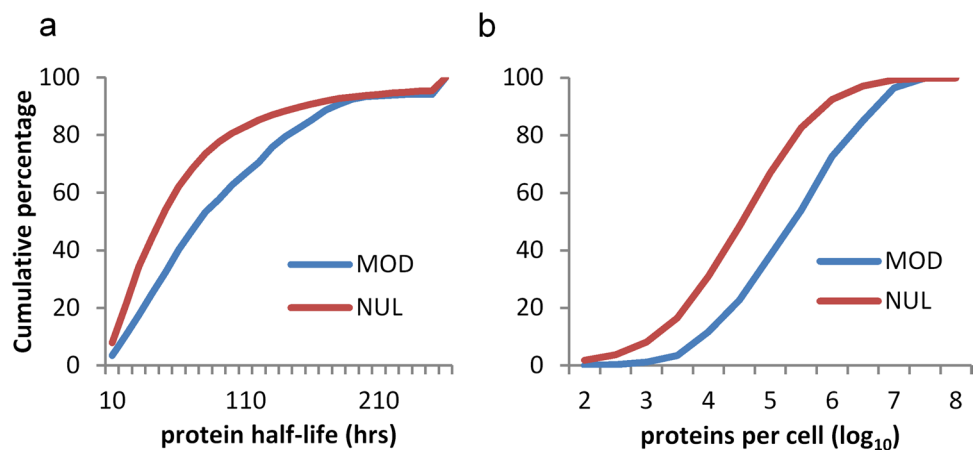 a
b
Cumulative percentage
100
80
60
40
20
0
MOD
NUL
10 110 210
protein half-life (hrs)
100
80
60
40
20
0
MOD
NUL
2 3 4 5 6 7 8
proteins per cell (log10)